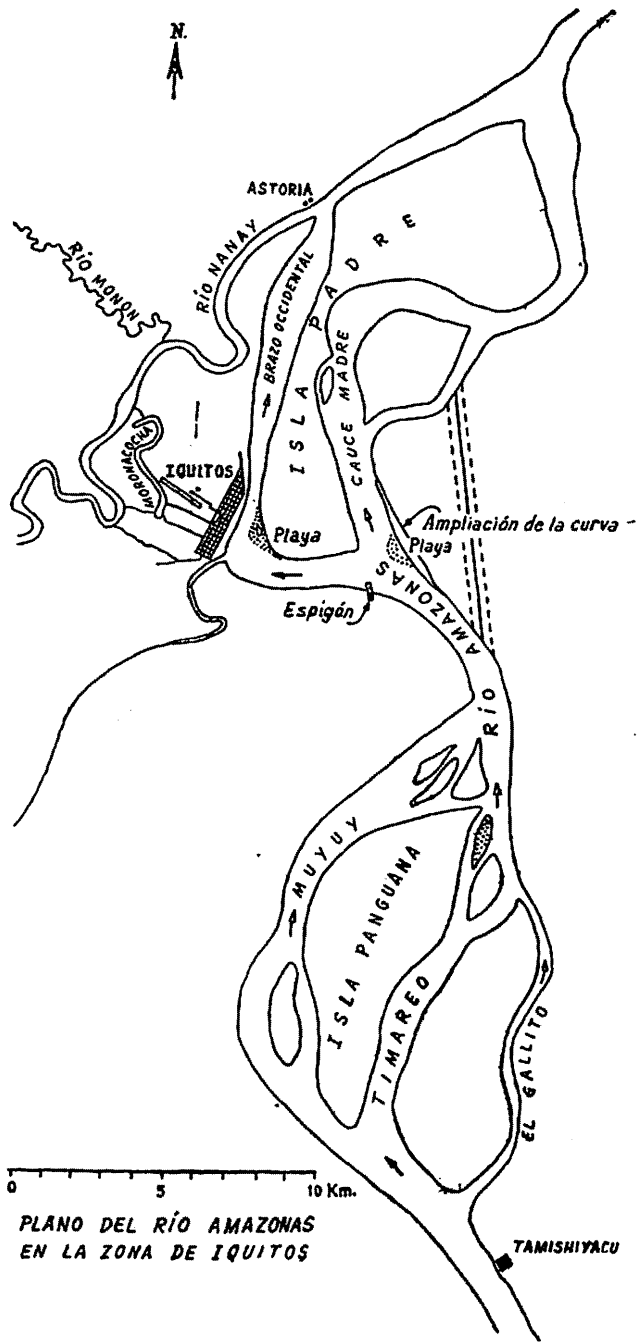 N.
ASTORIA
RÍO NANAY
RÍO MONON
BRAZO OCCIDENTAL
ISLA PADRE
CAUCE MADRE
MORONACOCHA
IQUITOS
Playa
Ampliación de la curva
Playa
Espigán
RÍO AMAZONAS
MUYUY
ISLA PANGUANA
TIMAREO
EL GALLITO
0 5 10 Km.
PLANO DEL RÍO AMAZONAS
EN LA ZONA DE IQUITOS
TAMISHIYACU